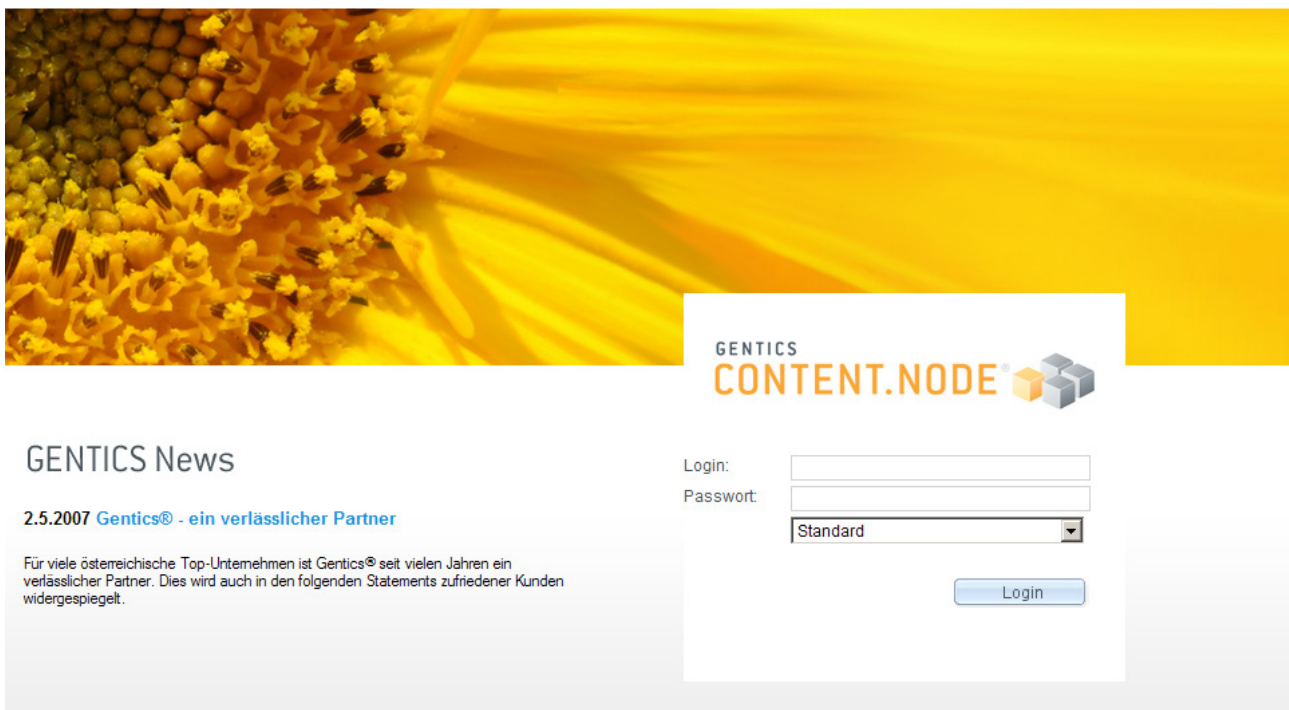 GENTICS
CONTENT.NODE®
GENTICS News
2.5.2007 Gentics® - ein verlässlicher Partner
Für viele österreichische Top-Unternehmen ist Gentics® seit vielen Jahren ein
verlässlicher Partner. Dies wird auch in den folgenden Statements zufriedener Kunden
widergespiegelt.
Login:
Passwort:
Standard
Login